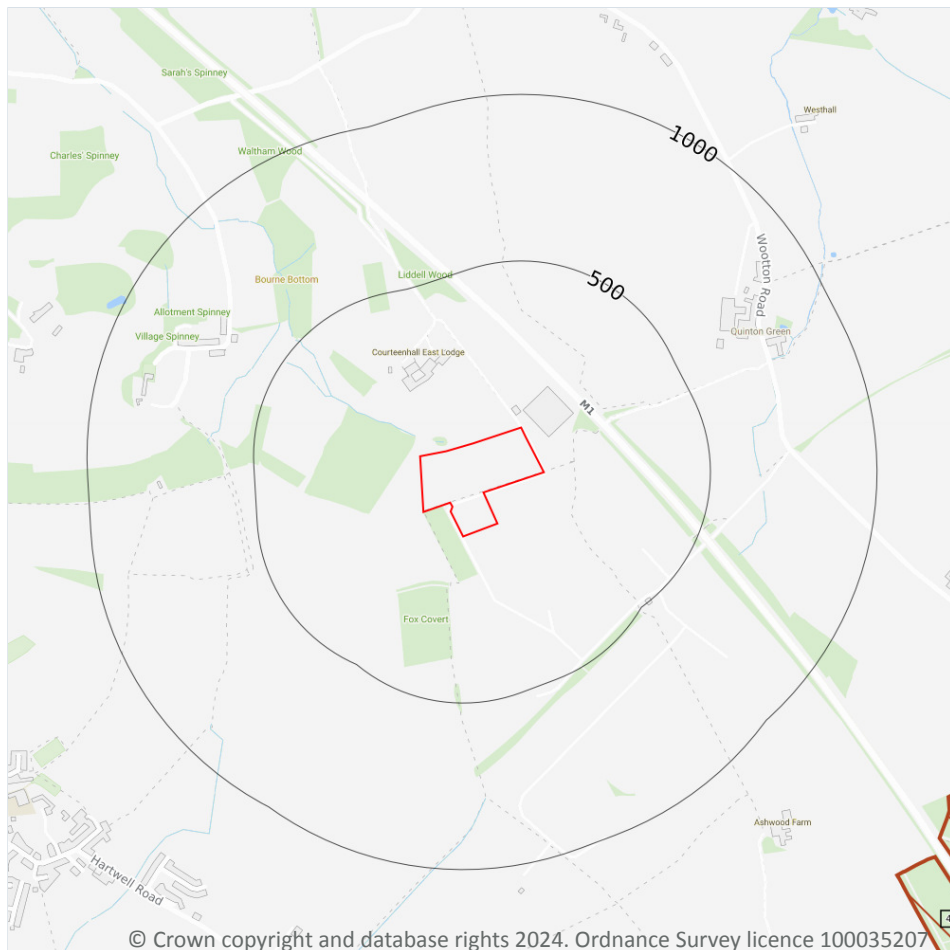 Sarah's Spinney
Westhall
1000
Waltham Wood
Charles' Spinney
Wootton Road
Liddell Wood
Bourne Bottom
500
Allotment Spinney
Quinton Green
Village Spinney
Courteenhall East Lodge
M1
Fox Covert
Ashwood Farm
Hartwell Road
4
© Crown copyright and database rights 2024. Ordnance Survey licence 100035207